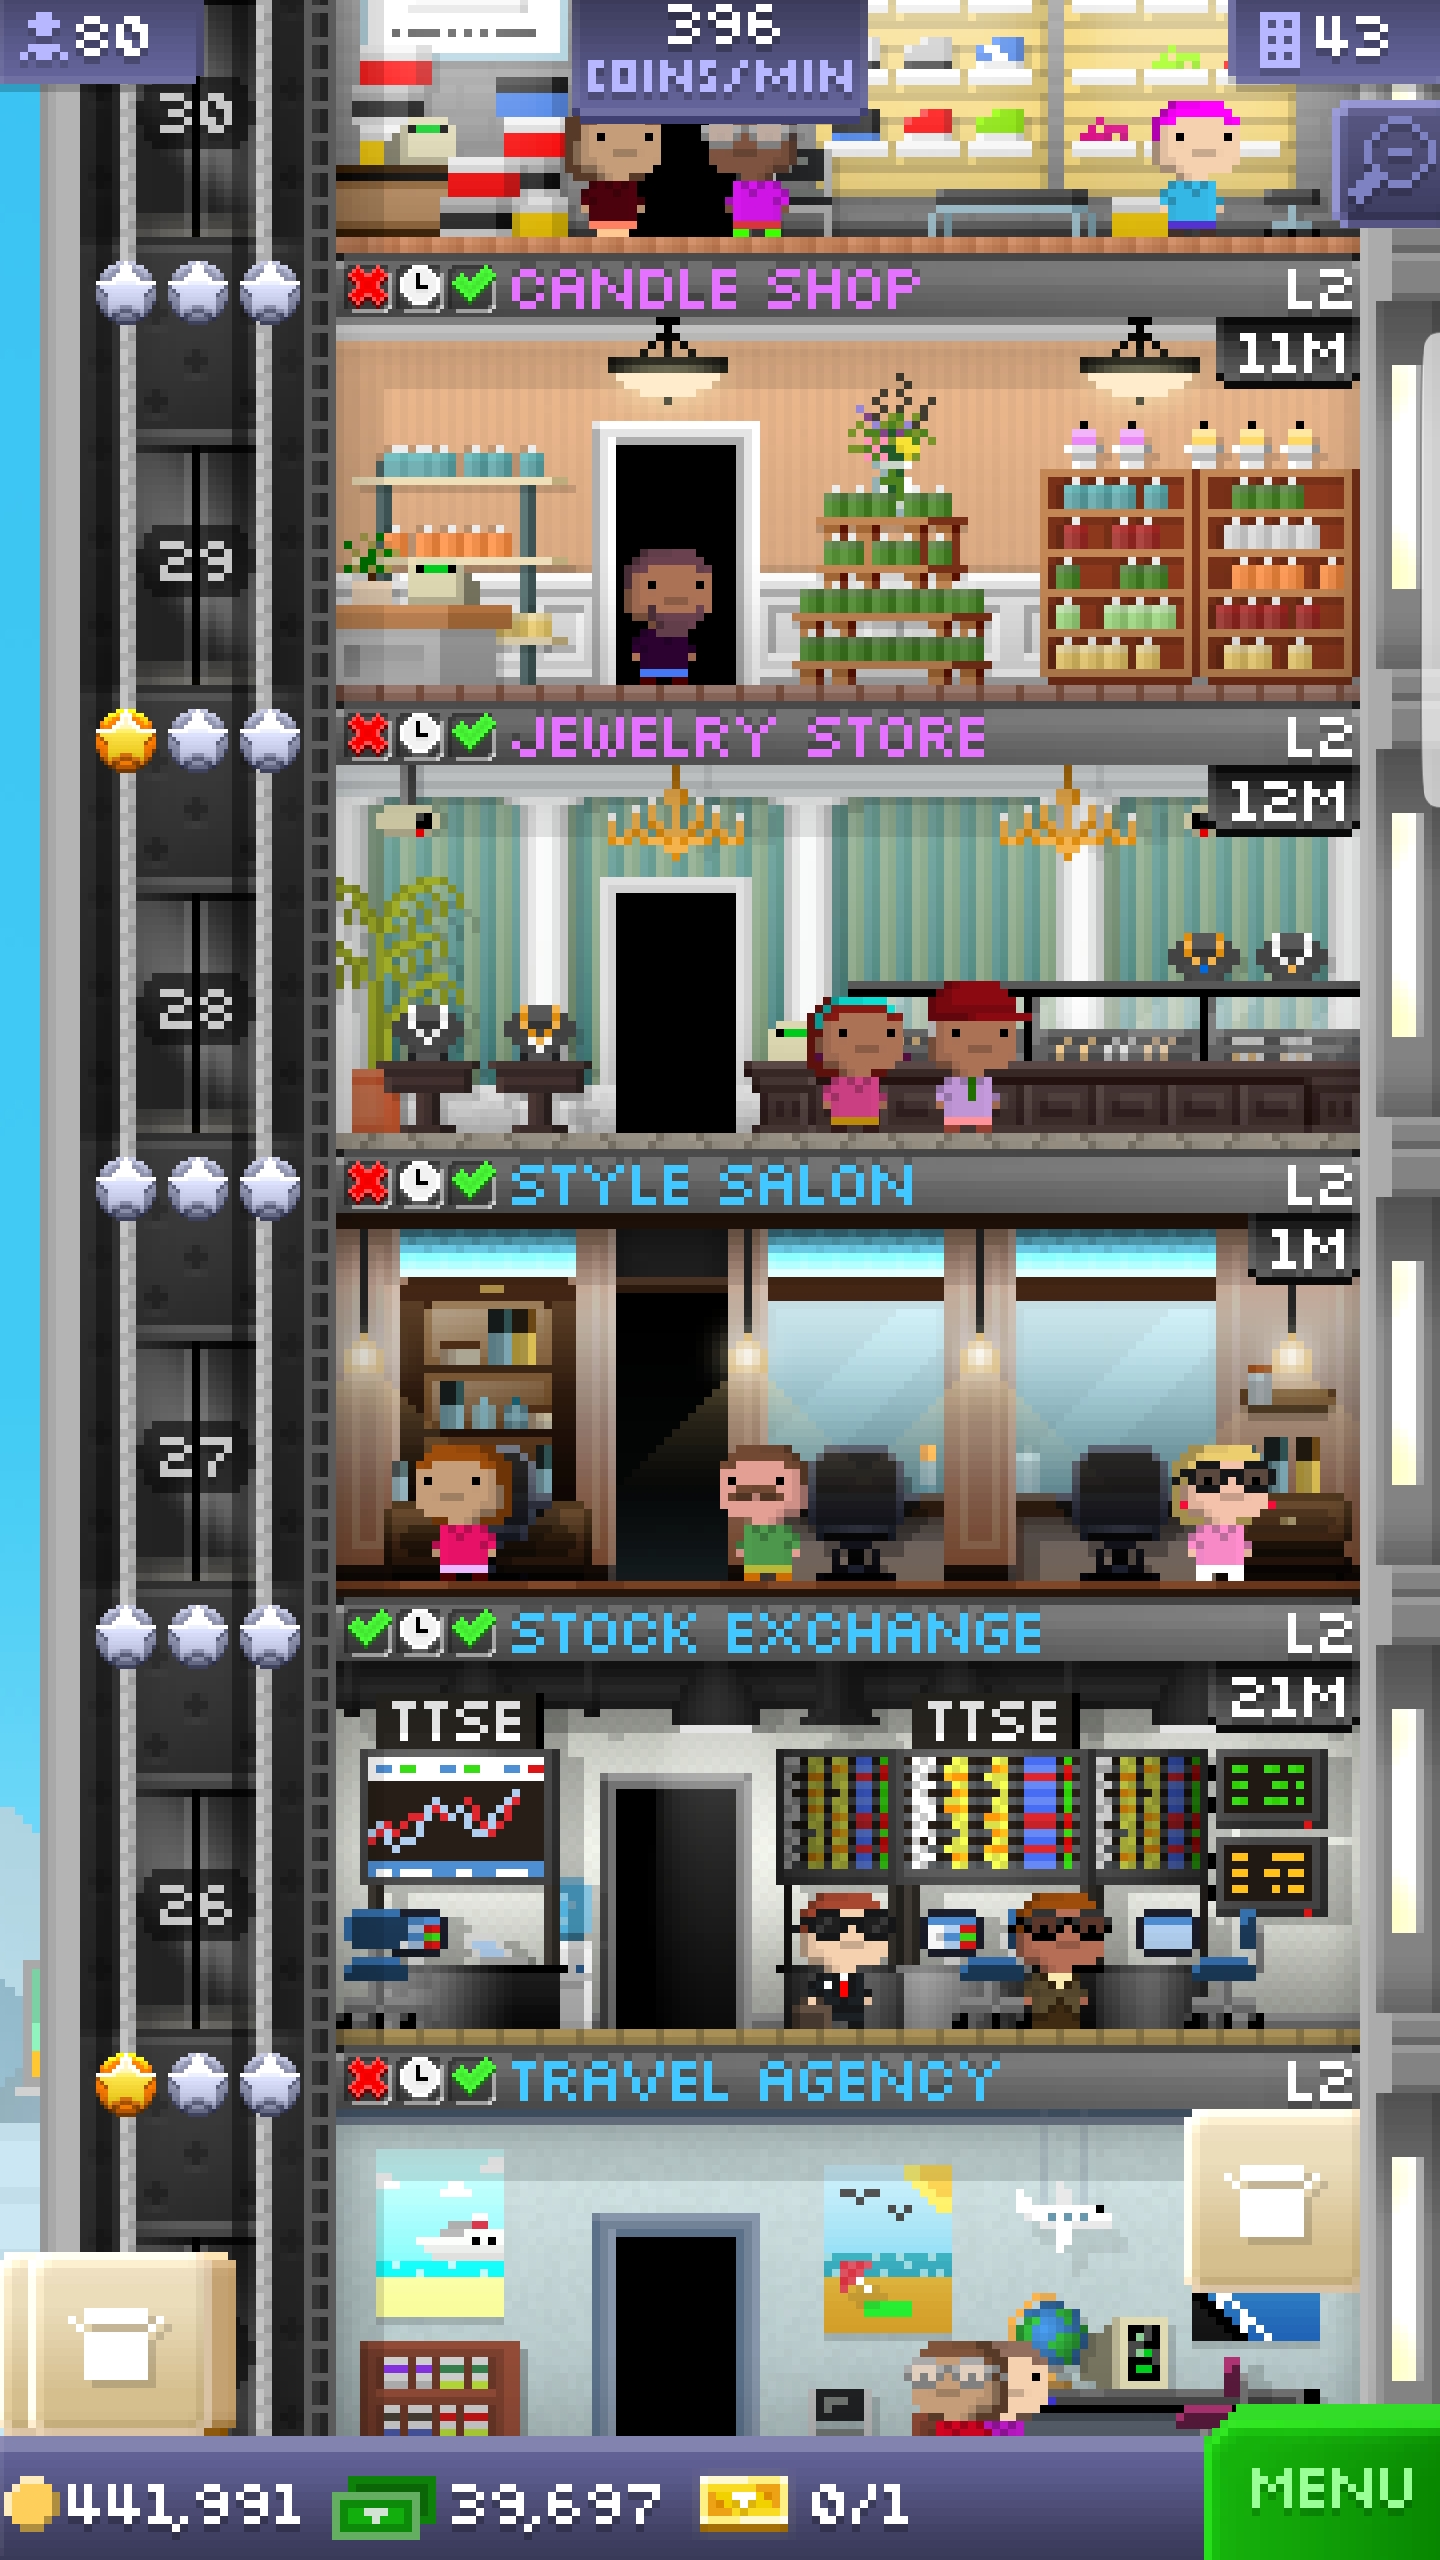 80
396
COINS/MIN
43
30
CANDLE SHOP L2
11M
29
JEWELRY STORE L2
12M
28
STYLE SALON L2
1M
27
STOCK EXCHANGE L2
21M
TTSE TTSE
26
TRAVEL AGENCY L2
441,991 39,697 0/1 MENU